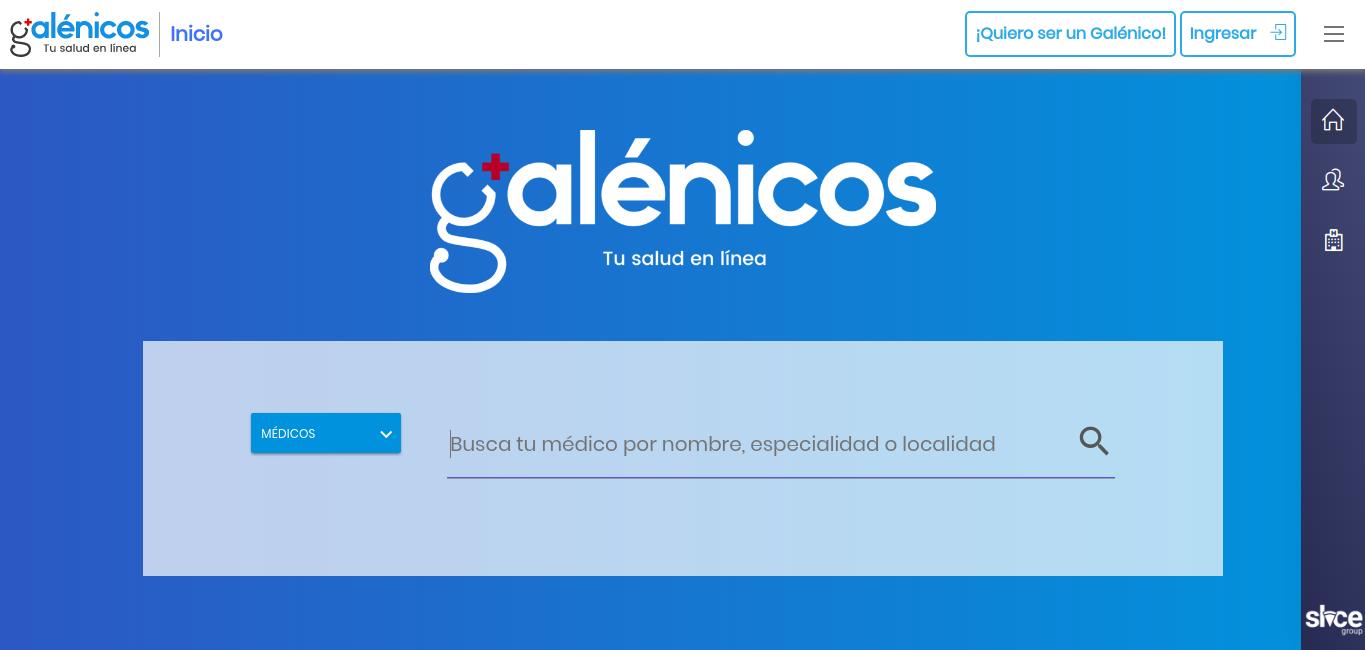 galénicos
Tu salud en línea
Inicio
¡Quiero ser un Galénico!
Ingresar
galénicos
Tu salud en línea
MÉDICOS
Busca tu médico por nombre, especialidad o localidad
slice
group